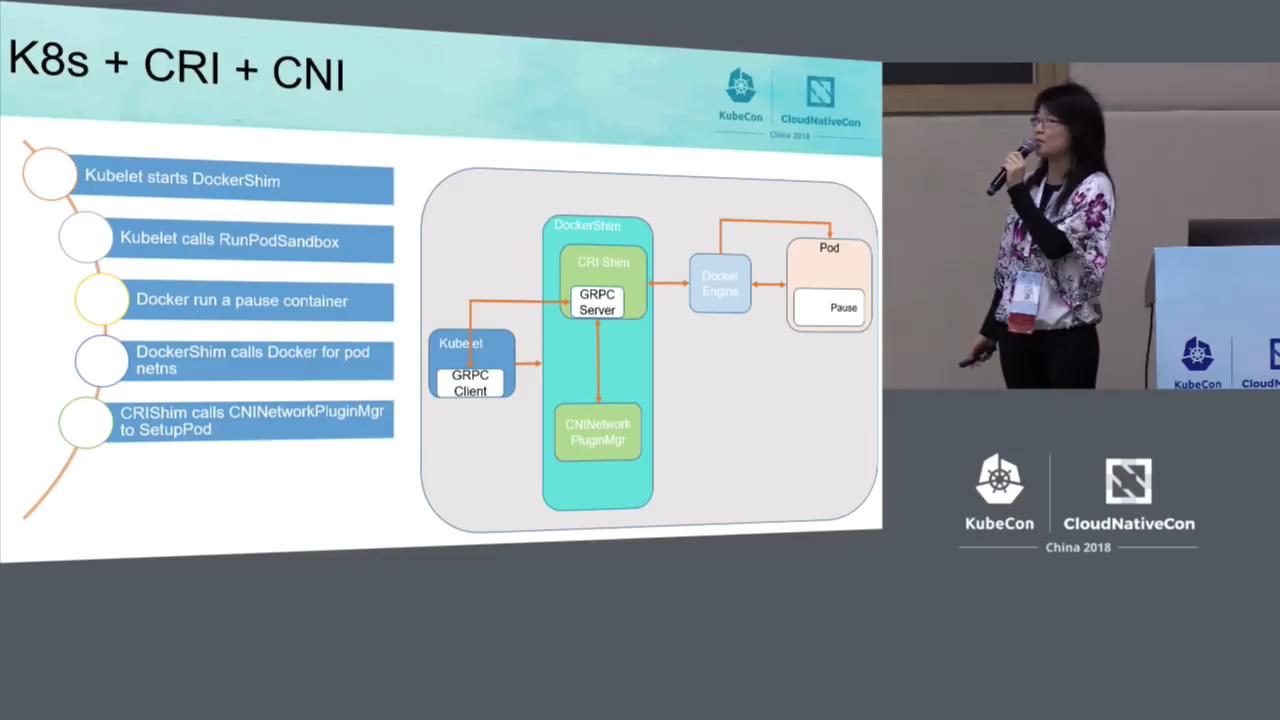 K8s + CRI + CNI
KubeCon
CloudNativeCon
China 2018
Kubelet starts DockerShim
Kubelet calls RunPodSandbox
Docker run a pause container
DockerShim calls Docker for pod
netns
CRIShim calls CNINetworkPluginMgr
to SetupPod
DockerShim
CRI Shim
GRPC
Server
Kubelet
GRPC
Client
CNINetwork
PluginMgr
Docker
Engine
Pod
Pause
KubeCon
KubeCon
CloudNativeCon
China 2018